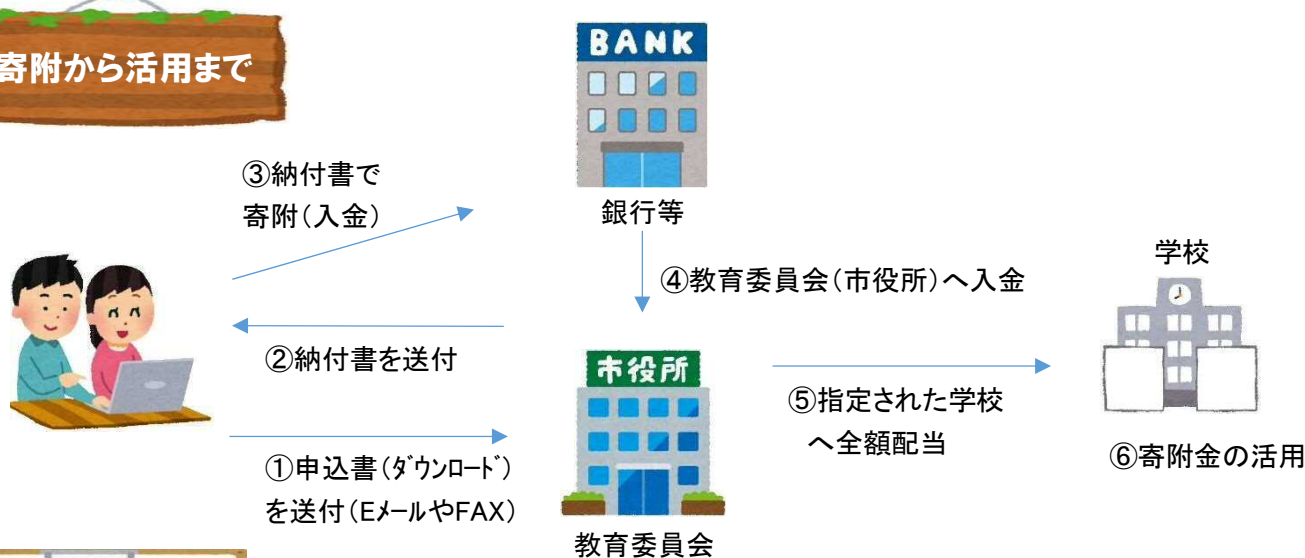 寄附から活用まで
BANK
銀行等
③納付書で
寄附(入金)
④教育委員会(市役所)へ入金
②納付書を送付
①申込書(ﾀﾞｳﾝﾛｰﾄﾞ)
を送付(EﾒｰﾙやFAX)
市役所
教育委員会
⑤指定された学校
へ全額配当
学校
⑥寄附金の活用